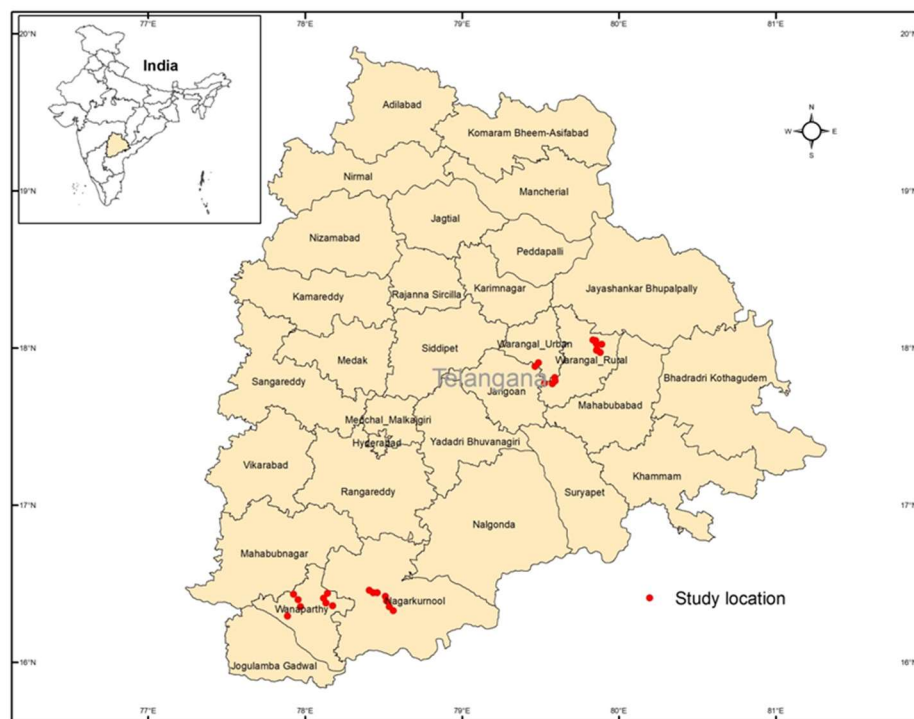 77°E 78°E 79°E 80°E 81°E
20°N 20°N
India
Adilabad
N
W E
S
Komaram Bheem-Asifabad
Nirmal
19°N 19°N
Mancherial
Jagtial
Nizamabad
Peddapalli
Kamareddy
Rajanna Sircilla
Karimnagar
Jayashankar Bhupalpally
Siddipet
Warangal_Urban
18°N 18°N
Medak
Warangal_Rural
Sangareddy
Telangana
Jangoan
Bhadradri Kothagudem
Mahabubabad
Medchal_Malkajgiri
Hyderabad
Yadadri Bhuvanagiri
Vikarabad
Khammam
Rangareddy
Suryapet
17°N 17°N
Nalgonda
Mahabubnagar
Study location
Wanaparthy
Nagarkurnool
16°N 16°N
Jogulamba Gadwal
77°E 78°E 79°E 80°E 81°E